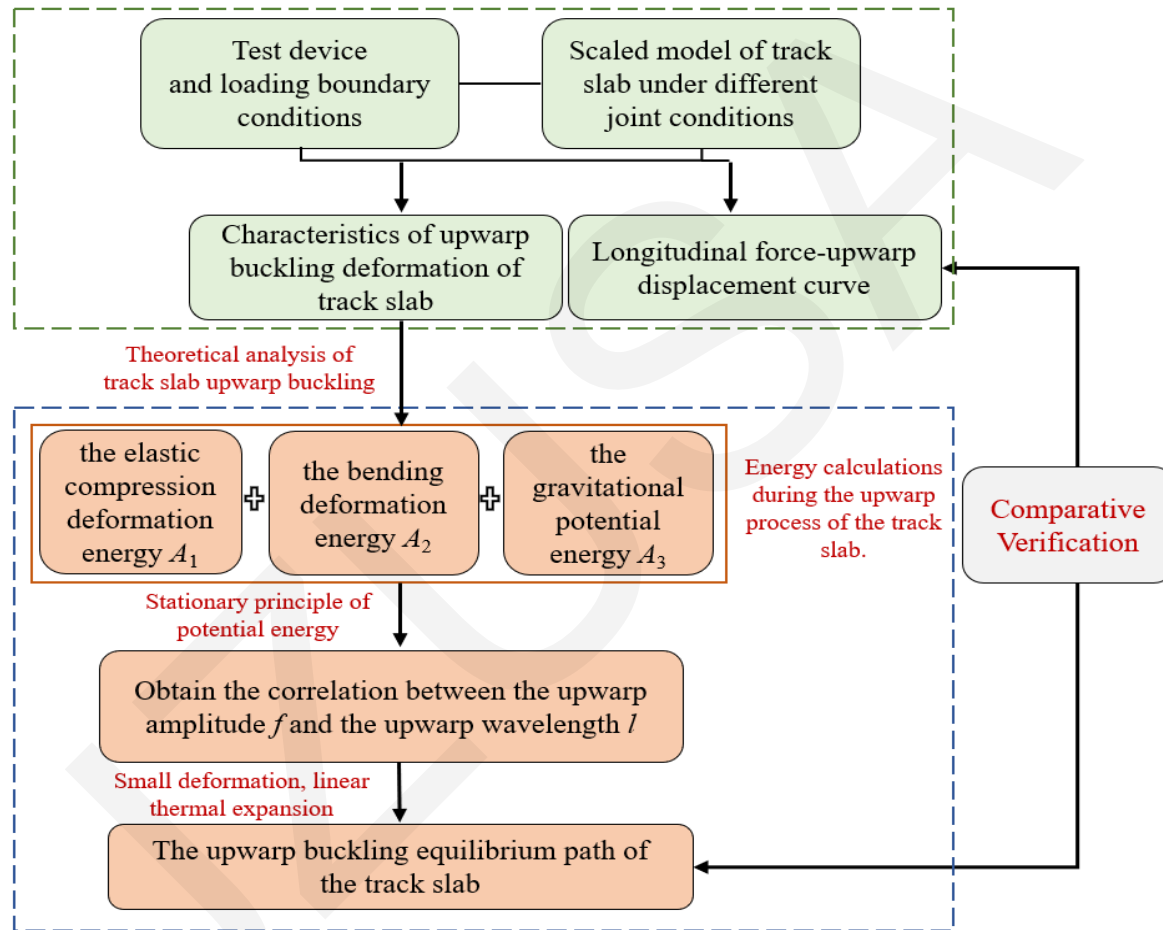 Test device
and loading boundary
conditions
Scaled model of track
slab under different
joint conditions
Characteristics of upwarp
buckling deformation of
track slab
Longitudinal force-upwarp
displacement curve
Theoretical analysis of
track slab upwarp buckling
the elastic
compression
deformation
energy A₁
the bending
deformation
energy A₂
the
gravitational
potential
energy A₃
Energy calculations
during the upwarp
process of the track
slab.
Comparative
Verification
Stationary principle of
potential energy
Obtain the correlation between the upwarp
amplitude f and the upwarp wavelength l
Small deformation, linear
thermal expansion
The upwarp buckling equilibrium path of
the track slab